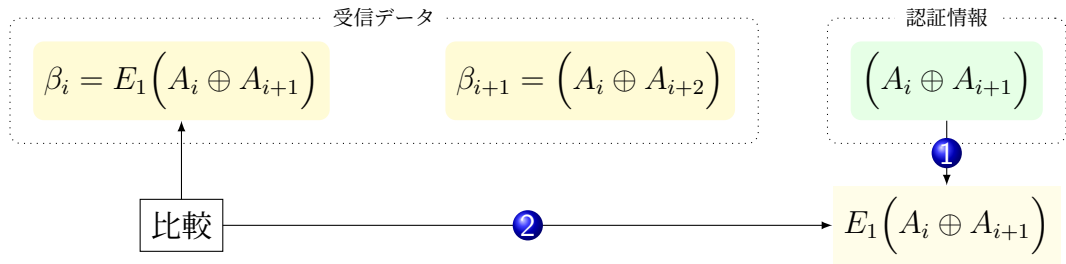 受信データ
認証情報
β_i = E_1(A_i ⊕ A_{i+1})
β_{i+1} = (A_i ⊕ A_{i+2})
(A_i ⊕ A_{i+1})
1
比較
2
E_1(A_i ⊕ A_{i+1})